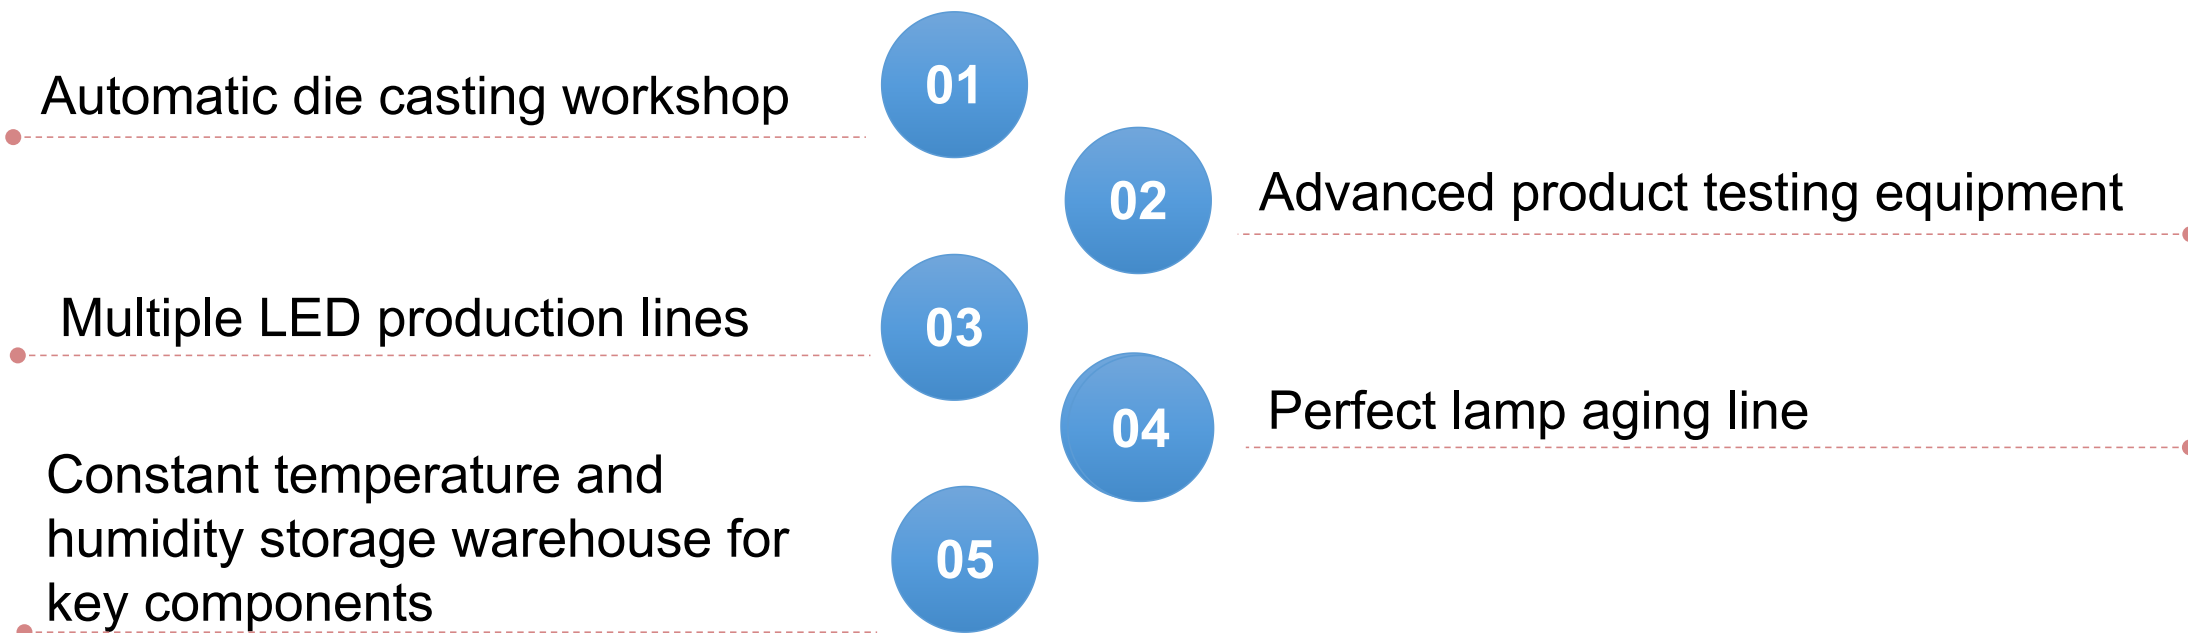 Automatic die casting workshop
01
02
Advanced product testing equipment
Multiple LED production lines
03
04
Perfect lamp aging line
Constant temperature and
humidity storage warehouse for
key components
05